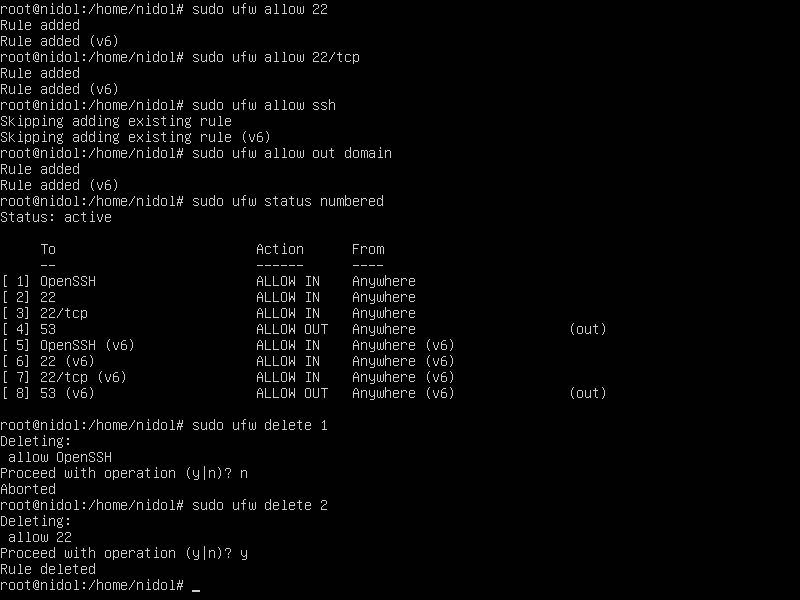 root@nidol:/home/nidol# sudo ufw allow 22
Rule added
Rule added (v6)
root@nidol:/home/nidol# sudo ufw allow 22/tcp
Rule added
Rule added (v6)
root@nidol:/home/nidol# sudo ufw allow ssh
Skipping adding existing rule
Skipping adding existing rule (v6)
root@nidol:/home/nidol# sudo ufw allow out domain
Rule added
Rule added (v6)
root@nidol:/home/nidol# sudo ufw status numbered
Status: active

     To                         Action      From
     --                         ------      ----
[ 1] OpenSSH                    ALLOW IN    Anywhere
[ 2] 22                         ALLOW IN    Anywhere
[ 3] 22/tcp                     ALLOW IN    Anywhere
[ 4] 53                         ALLOW OUT   Anywhere                   (out)
[ 5] OpenSSH (v6)               ALLOW IN    Anywhere (v6)
[ 6] 22 (v6)                    ALLOW IN    Anywhere (v6)
[ 7] 22/tcp (v6)                ALLOW IN    Anywhere (v6)
[ 8] 53 (v6)                    ALLOW OUT   Anywhere (v6)              (out)

root@nidol:/home/nidol# sudo ufw delete 1
Deleting:
 allow OpenSSH
Proceed with operation (y|n)? n
Aborted
root@nidol:/home/nidol# sudo ufw delete 2
Deleting:
 allow 22
Proceed with operation (y|n)? y
Rule deleted
root@nidol:/home/nidol# _